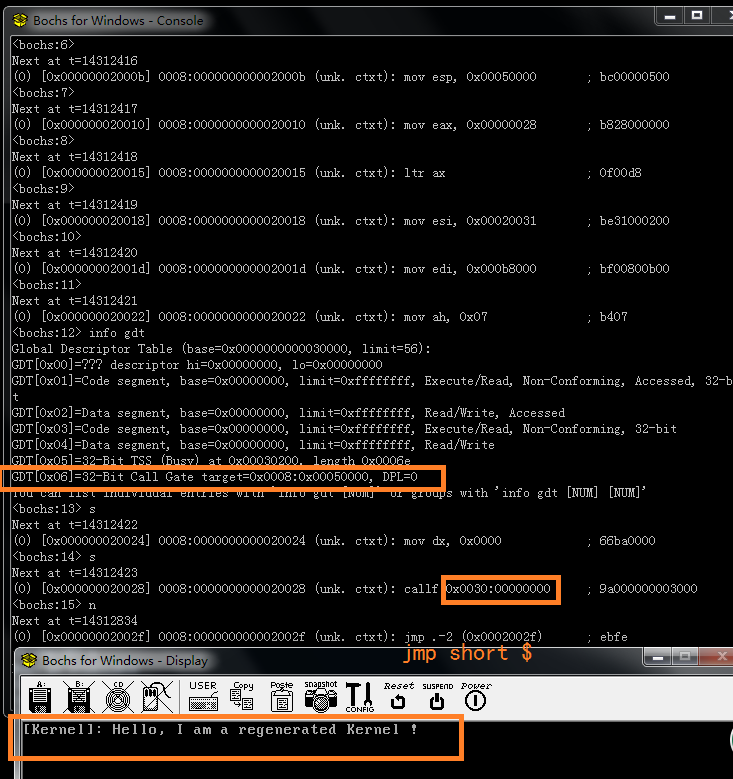 Bochs for Windows - Console
<bochs:6>
Next at t=14312416
(0) [0x00000002000b] 0008:000000000002000b (unk. ctxt): mov esp, 0x00050000 ; bc00000500
<bochs:7>
Next at t=14312417
(0) [0x000000020010] 0008:0000000000020010 (unk. ctxt): mov eax, 0x00000028 ; b828000000
<bochs:8>
Next at t=14312418
(0) [0x000000020015] 0008:0000000000020015 (unk. ctxt): ltr ax ; 0f00d8
<bochs:9>
Next at t=14312419
(0) [0x000000020018] 0008:0000000000020018 (unk. ctxt): mov esi, 0x00020031 ; be31000200
<bochs:10>
Next at t=14312420
(0) [0x00000002001d] 0008:000000000002001d (unk. ctxt): mov edi, 0x000b8000 ; bf00800b00
<bochs:11>
Next at t=14312421
(0) [0x000000020022] 0008:0000000000020022 (unk. ctxt): mov ah, 0x07 ; b407
<bochs:12> info gdt
Global Descriptor Table (base=0x0000000000030000, limit=56):
GDT[0x00]=??? descriptor hi=0x00000000, lo=0x00000000
GDT[0x01]=Code segment, base=0x00000000, limit=0xffffffff, Execute/Read, Non-Conforming, Accessed, 32-b
t
GDT[0x02]=Data segment, base=0x00000000, limit=0xffffffff, Read/Write, Accessed
GDT[0x03]=Code segment, base=0x00000000, limit=0xffffffff, Execute/Read, Non-Conforming, 32-bit
GDT[0x04]=Data segment, base=0x00000000, limit=0xffffffff, Read/Write
GDT[0x05]=32-Bit TSS (Busy) at 0x00030200, length 0x0006e
GDT[0x06]=32-Bit Call Gate target=0x0008:0x00050000, DPL=0
You can list individual entries with 'info gdt [NUM]' or groups with 'info gdt [NUM] [NUM]'
<bochs:13> s
Next at t=14312422
(0) [0x000000020024] 0008:0000000000020024 (unk. ctxt): mov dx, 0x0000 ; 66ba0000
<bochs:14> s
Next at t=14312423
(0) [0x000000020028] 0008:0000000000020028 (unk. ctxt): callf 0x0030:00000000 ; 9a000000003000
<bochs:15> n
Next at t=14312834
(0) [0x00000002002f] 0008:000000000002002f (unk. ctxt): jmp .-2 (0x0002002f) ; ebfe
jmp short $
Bochs for Windows - Display
A: B: CD USER Copy Paste snapshot CONFIG Reset SUSPEND Power
[Kernel]: Hello, I am a regenerated Kernel !